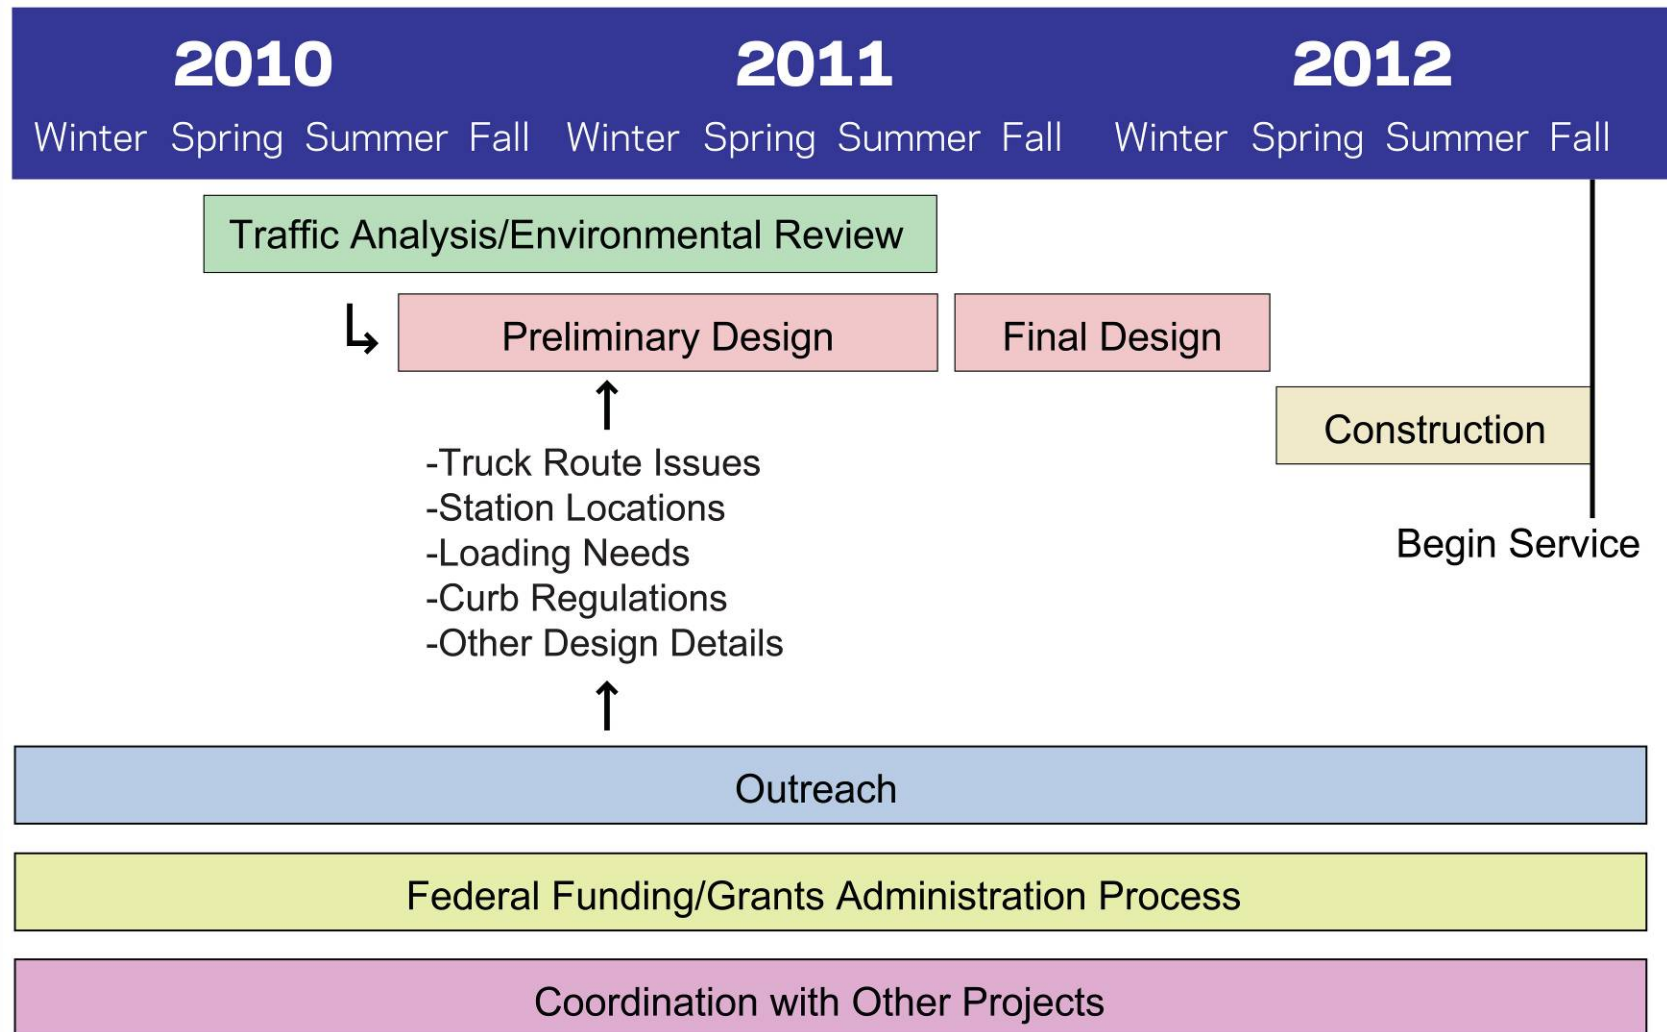 2010 2011 2012
Winter Spring Summer Fall Winter Spring Summer Fall Winter Spring Summer Fall
Traffic Analysis/Environmental Review
Preliminary Design
Final Design
Construction
-Truck Route Issues
-Station Locations
-Loading Needs
-Curb Regulations
-Other Design Details
Begin Service
Outreach
Federal Funding/Grants Administration Process
Coordination with Other Projects